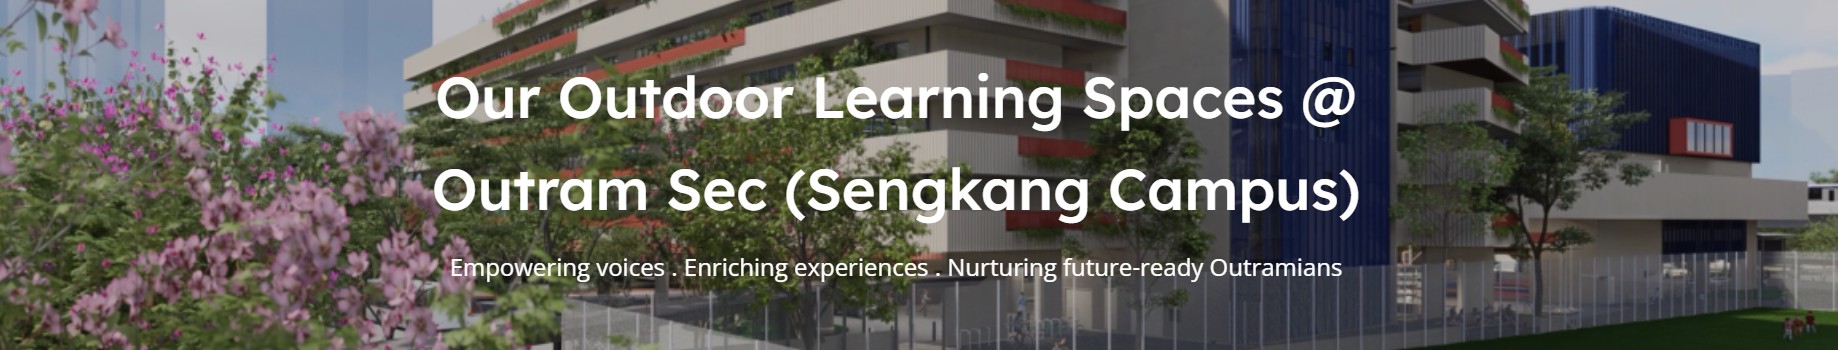 Our Outdoor Learning Spaces @
Outram Sec (Sengkang Campus)
Empowering voices . Enriching experiences . Nurturing future-ready Outramians